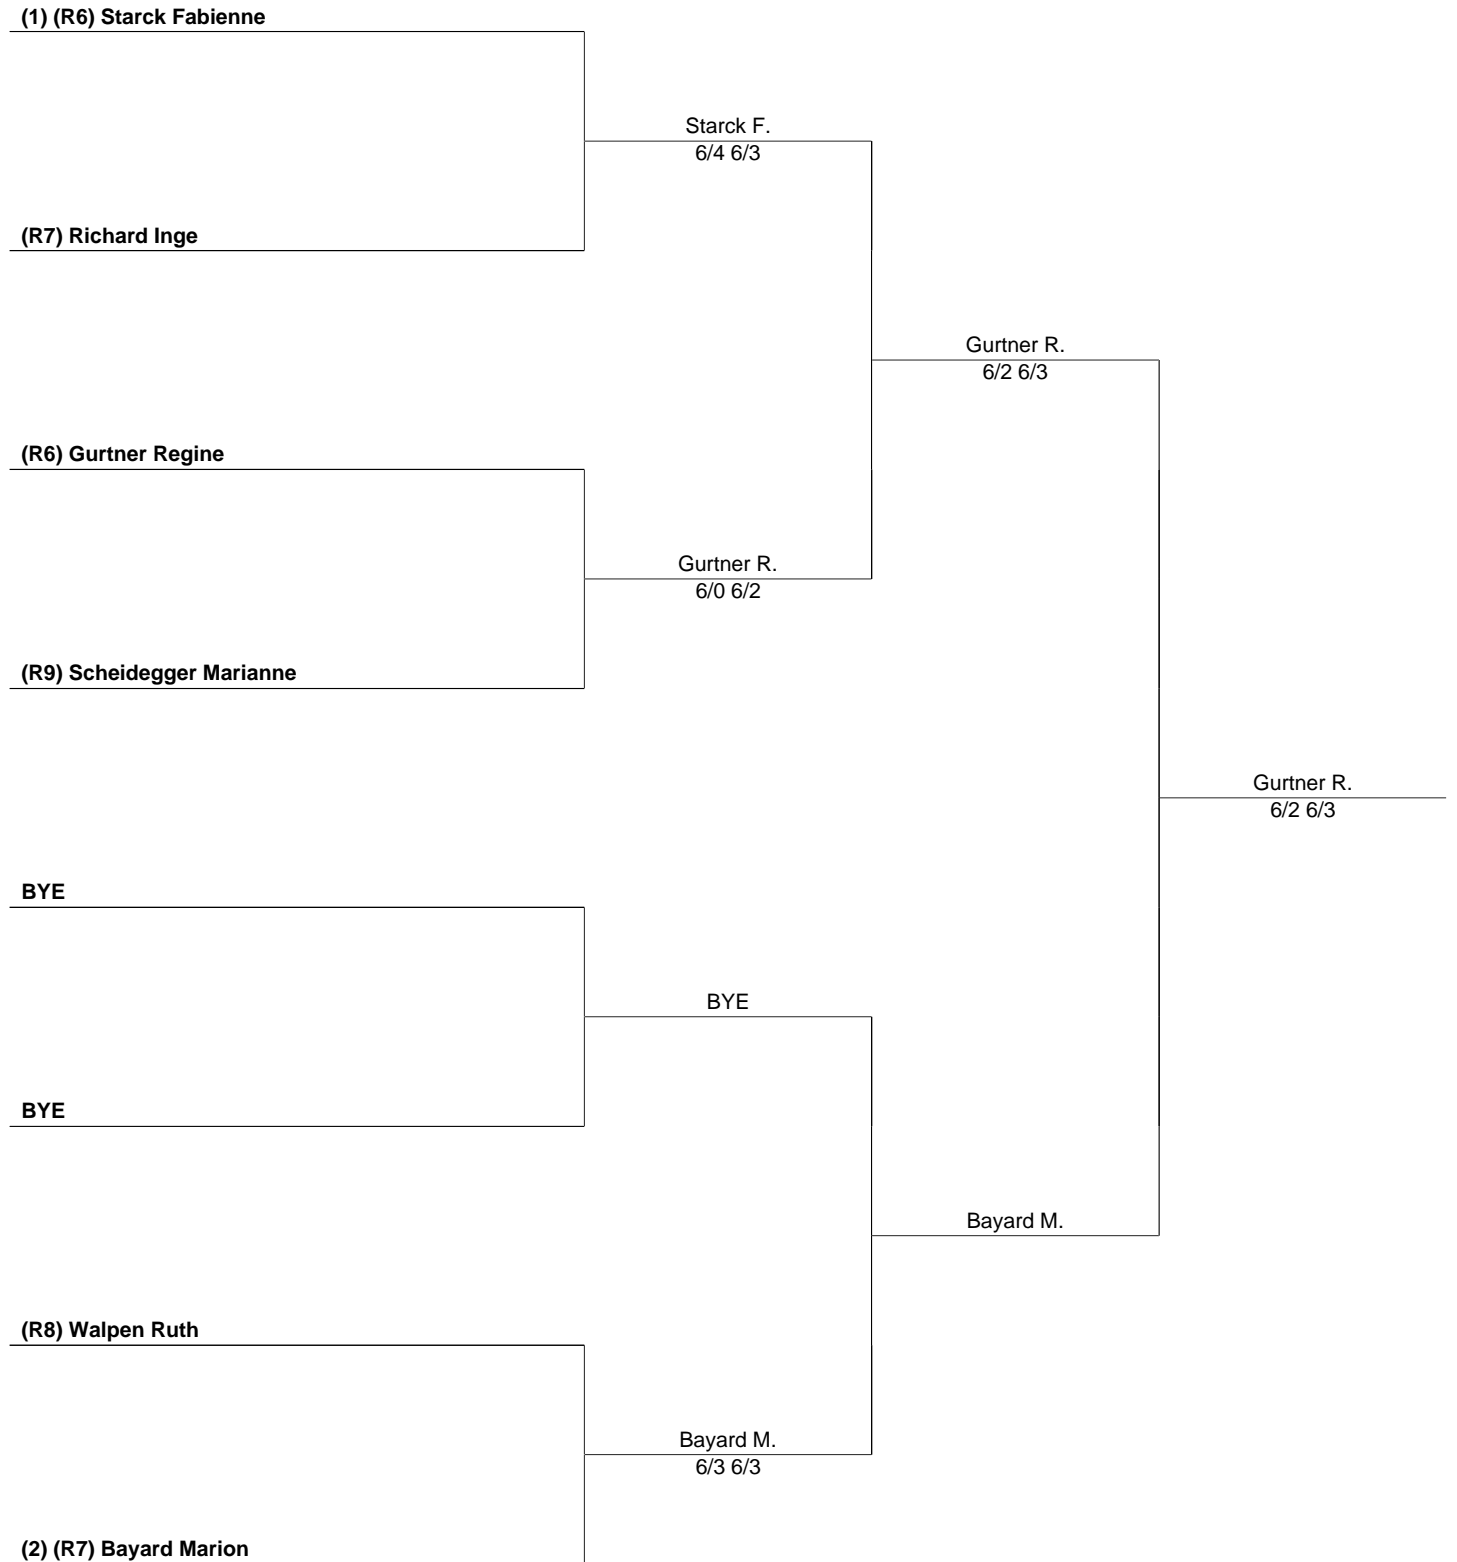 (1) (R6) Starck Fabienne
Starck F.
6/4 6/3
(R7) Richard Inge
Gurtner R.
6/2 6/3
(R6) Gurtner Regine
Gurtner R.
6/0 6/2
(R9) Scheidegger Marianne
Gurtner R.
6/2 6/3
BYE
BYE
BYE
Bayard M.
(R8) Walpen Ruth
Bayard M.
6/3 6/3
(2) (R7) Bayard Marion